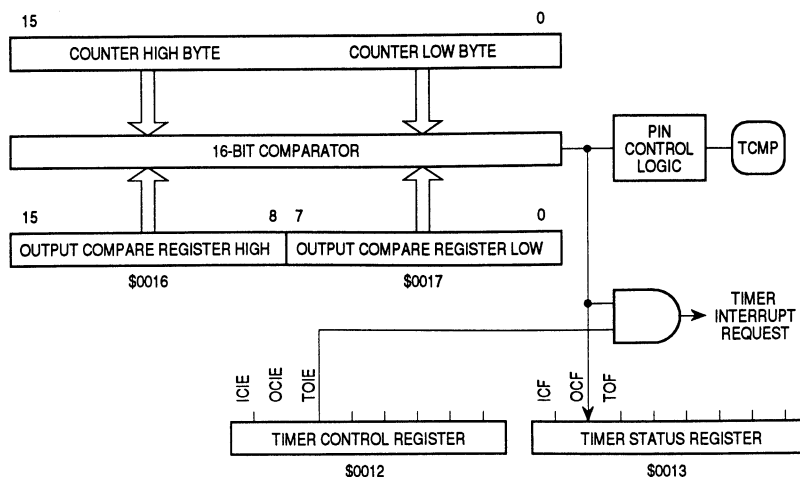 15 0
COUNTER HIGH BYTE COUNTER LOW BYTE
16-BIT COMPARATOR
PIN
CONTROL
LOGIC
TCMP
15 8 7 0
OUTPUT COMPARE REGISTER HIGH OUTPUT COMPARE REGISTER LOW
$0016 $0017
TIMER
INTERRUPT
REQUEST
ICIE
OCIE
TOIE
ICF
OCF
TOF
TIMER CONTROL REGISTER TIMER STATUS REGISTER
$0012 $0013